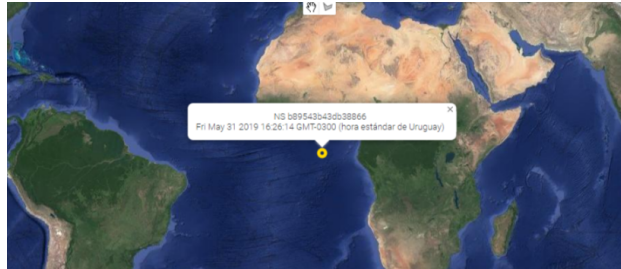 NS b89543b43db38866
Fri May 31 2019 16:26:14 GMT-0300 (hora estándar de Uruguay)